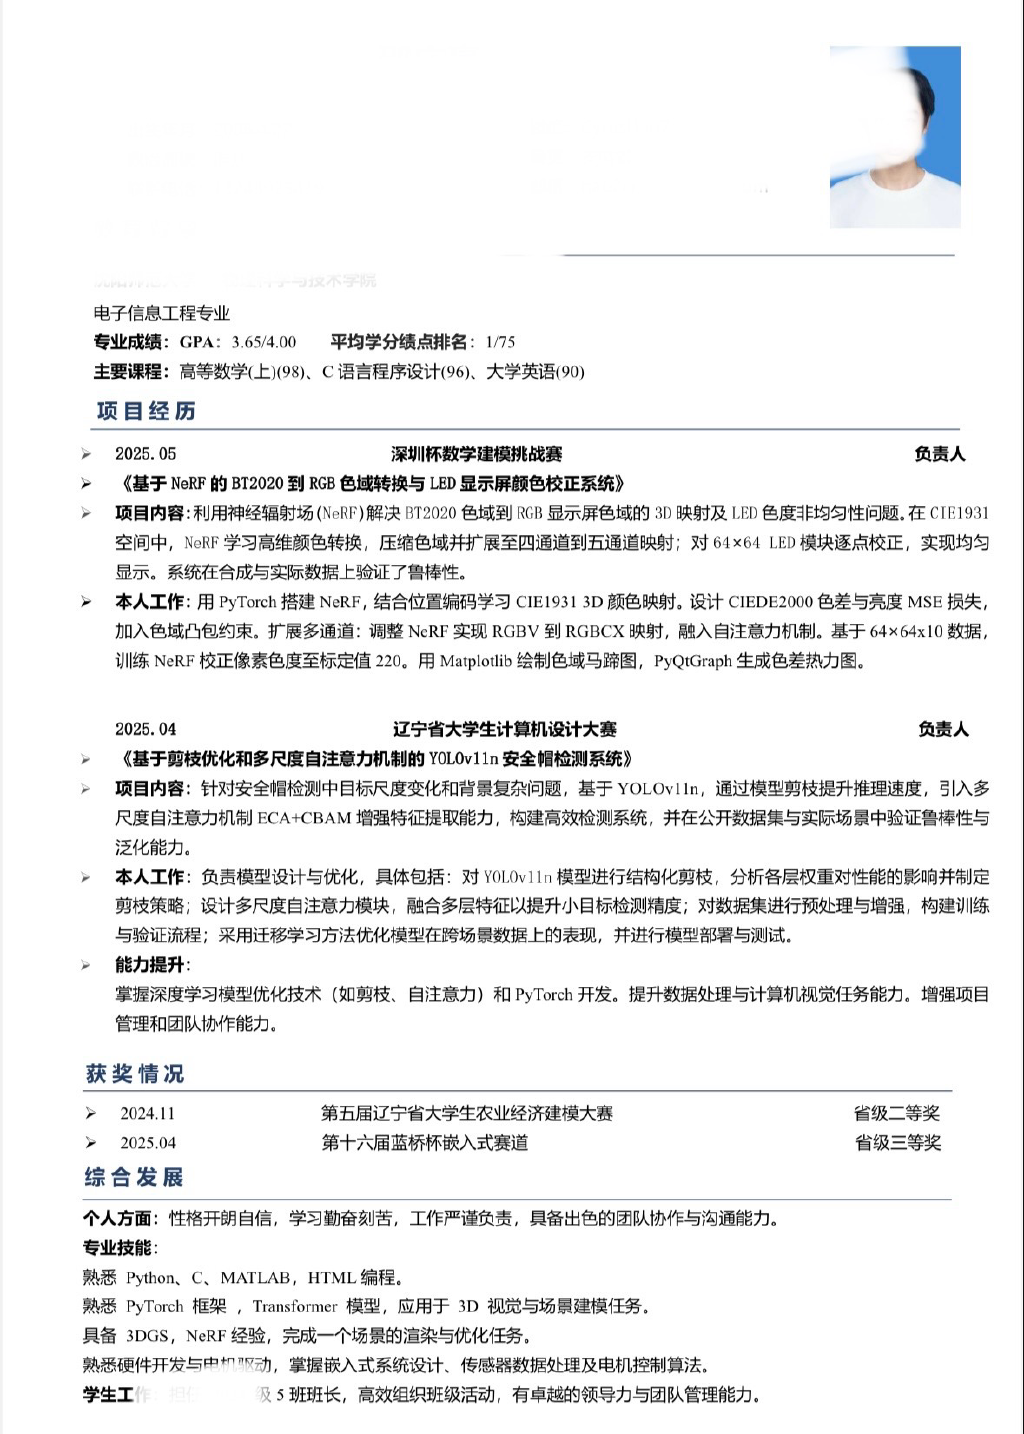 科学与技术学院
电子信息工程专业
专业成绩：GPA：3.65/4.00 平均学分绩点排名：1/75
主要课程：高等数学(上)(98)、C 语言程序设计(96)、大学英语(90)
项目经历
➢ 2025.05 深圳杯数学建模挑战赛 负责人
➢ 《基于 NeRF 的 BT2020 到 RGB 色域转换与 LED 显示屏颜色校正系统》
➢ 项目内容：利用神经辐射场(NeRF)解决 BT2020 色域到 RGB 显示屏色域的 3D 映射及 LED 色度非均匀性问题。在 CIE1931
空间中，NeRF 学习高维颜色转换，压缩色域并扩展至四通道到五通道映射；对 64×64 LED 模块逐点校正，实现均匀
显示。系统在合成与实际数据上验证了鲁棒性。
➢ 本人工作：用 PyTorch 搭建 NeRF，结合位置编码学习 CIE1931 3D 颜色映射。设计 CIEDE2000 色差与亮度 MSE 损失，
加入色域凸包约束。扩展多通道：调整 NeRF 实现 RGBV 到 RGBCX 映射，融入自注意力机制。基于 64×64x10 数据，
训练 NeRF 校正像素色度至标定值 220。用 Matplotlib 绘制色域马蹄图，PyQtGraph 生成色差热力图。
2025.04 辽宁省大学生计算机设计大赛 负责人
➢ 《基于剪枝优化和多尺度自注意力机制的 YOLOv11n 安全帽检测系统》
➢ 项目内容：针对安全帽检测中目标尺度变化和背景复杂问题，基于 YOLOv11n，通过模型剪枝提升推理速度，引入多
尺度自注意力机制 ECA+CBAM 增强特征提取能力，构建高效检测系统，并在公开数据集与实际场景中验证鲁棒性与
泛化能力。
➢ 本人工作：负责模型设计与优化，具体包括：对 YOLOv11n 模型进行结构化剪枝，分析各层权重对性能的影响并制定
剪枝策略；设计多尺度自注意力模块，融合多层特征以提升小目标检测精度；对数据集进行预处理与增强，构建训练
与验证流程；采用迁移学习方法优化模型在跨场景数据上的表现，并进行模型部署与测试。
➢ 能力提升：
掌握深度学习模型优化技术（如剪枝、自注意力）和 PyTorch 开发。提升数据处理与计算机视觉任务能力。增强项目
管理和团队协作能力。
获奖情况
➢ 2024.11 第五届辽宁省大学生农业经济建模大赛 省级二等奖
➢ 2025.04 第十六届蓝桥杯嵌入式赛道 省级三等奖
综合发展
个人方面：性格开朗自信，学习勤奋刻苦，工作严谨负责，具备出色的团队协作与沟通能力。
专业技能：
熟悉 Python、C、MATLAB，HTML 编程。
熟悉 PyTorch 框架 ，Transformer 模型，应用于 3D 视觉与场景建模任务。
具备 3DGS，NeRF 经验，完成一个场景的渲染与优化任务。
熟悉硬件开发与电机驱动，掌握嵌入式系统设计、传感器数据处理及电机控制算法。
学生工作：担任 级 5 班班长，高效组织班级活动，有卓越的领导力与团队管理能力。